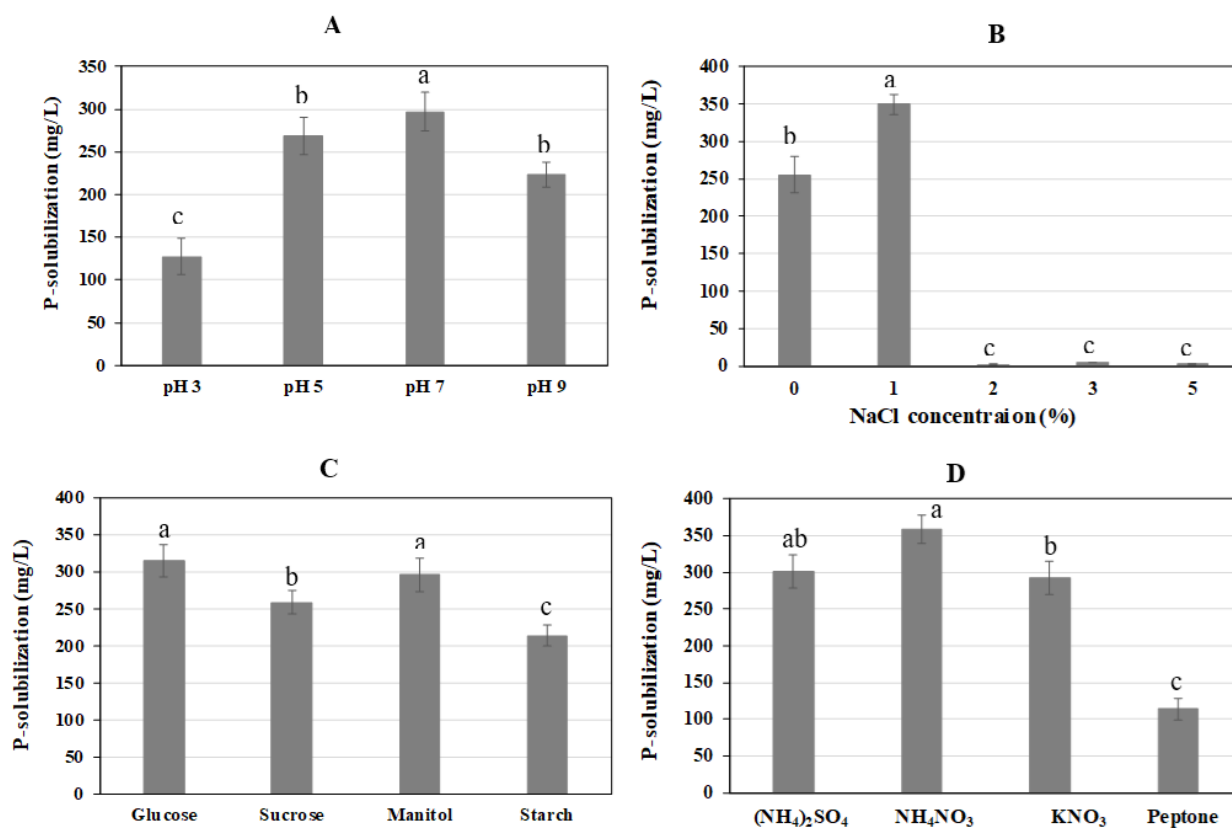 A
P-solubilization (mg/L)
350
300
250
200
150
100
50
0
c
b
a
b
pH 3
pH 5
pH 7
pH 9
B
P-solubilization (mg/L)
400
350
300
250
200
150
100
50
0
b
a
c
c
c
0
1
2
3
5
NaCl concentraion (%)
C
P-solubilization (mg/L)
400
350
300
250
200
150
100
50
0
a
b
a
c
Glucose
Sucrose
Manitol
Starch
D
P-solubilization (mg/L)
400
350
300
250
200
150
100
50
0
ab
a
b
c
(NH₄)₂SO₄
NH₄NO₃
KNO₃
Peptone